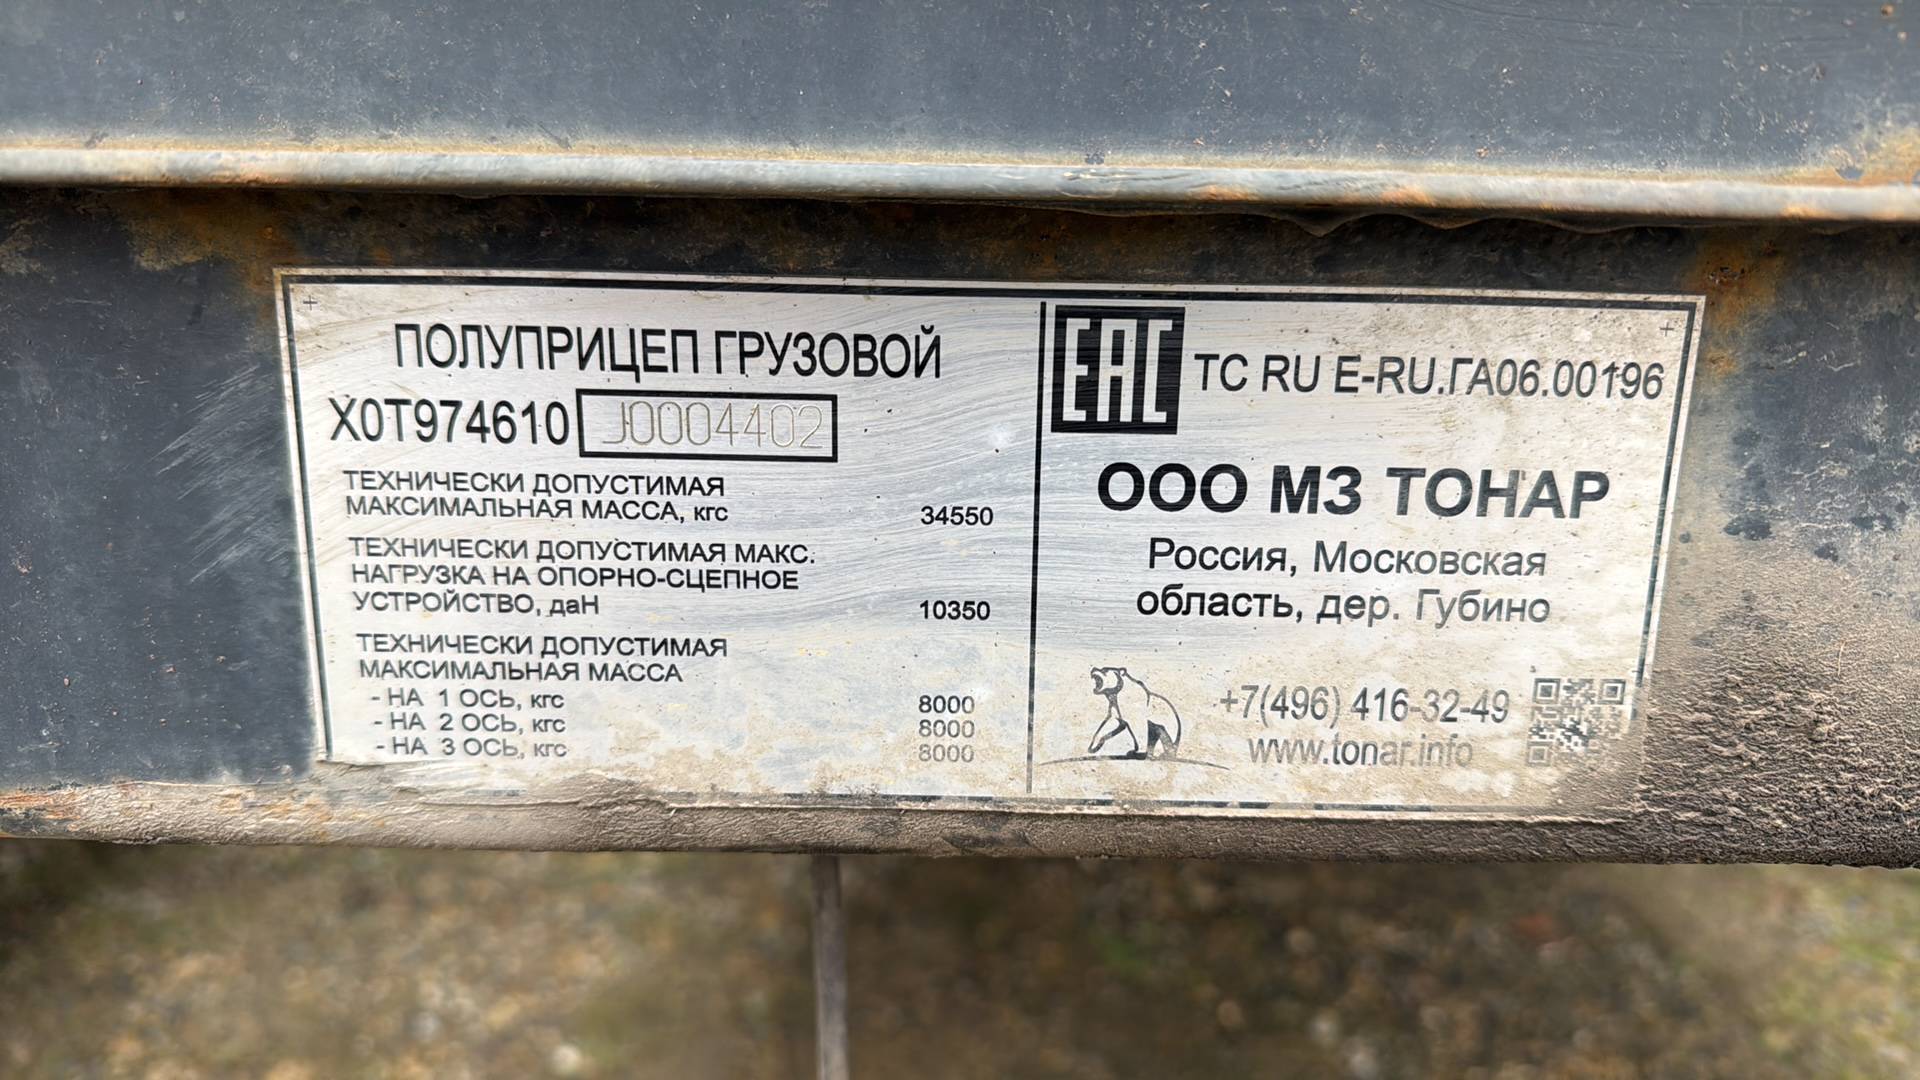 ПОЛУПРИЦЕП ГРУЗОВОЙ
X0T974610 J0004402
ТЕХНИЧЕСКИ ДОПУСТИМАЯ
МАКСИМАЛЬНАЯ МАССА, кгс 34550
ТЕХНИЧЕСКИ ДОПУСТИМАЯ МАКС.
НАГРУЗКА НА ОПОРНО-СЦЕПНОЕ
УСТРОЙСТВО, даН 10350
ТЕХНИЧЕСКИ ДОПУСТИМАЯ
МАКСИМАЛЬНАЯ МАССА
- НА 1 ОСЬ, кгс 8000
- НА 2 ОСЬ, кгс 8000
- НА 3 ОСЬ, кгс 8000
EAC ТС RU E-RU.ГА06.00196
ООО МЗ ТОНАР
Россия, Московская
область, дер. Губино
+7(496) 416-32-49
www.tonar.info